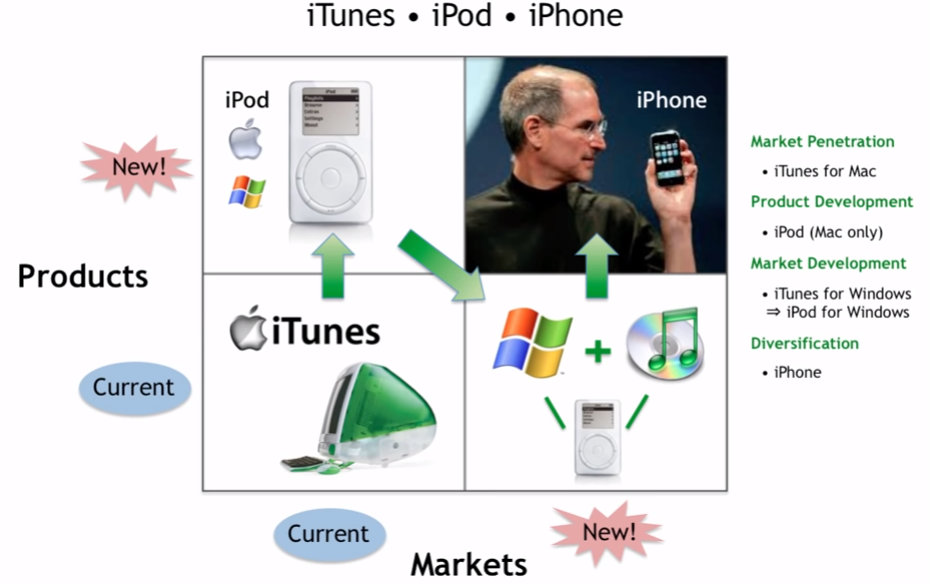 iTunes • iPod • iPhone
iPod
iPhone
New!
Products
iTunes
Current
Current
New!
Markets
Market Penetration
• iTunes for Mac
Product Development
• iPod (Mac only)
Market Development
• iTunes for Windows
⇒ iPod for Windows
Diversification
• iPhone